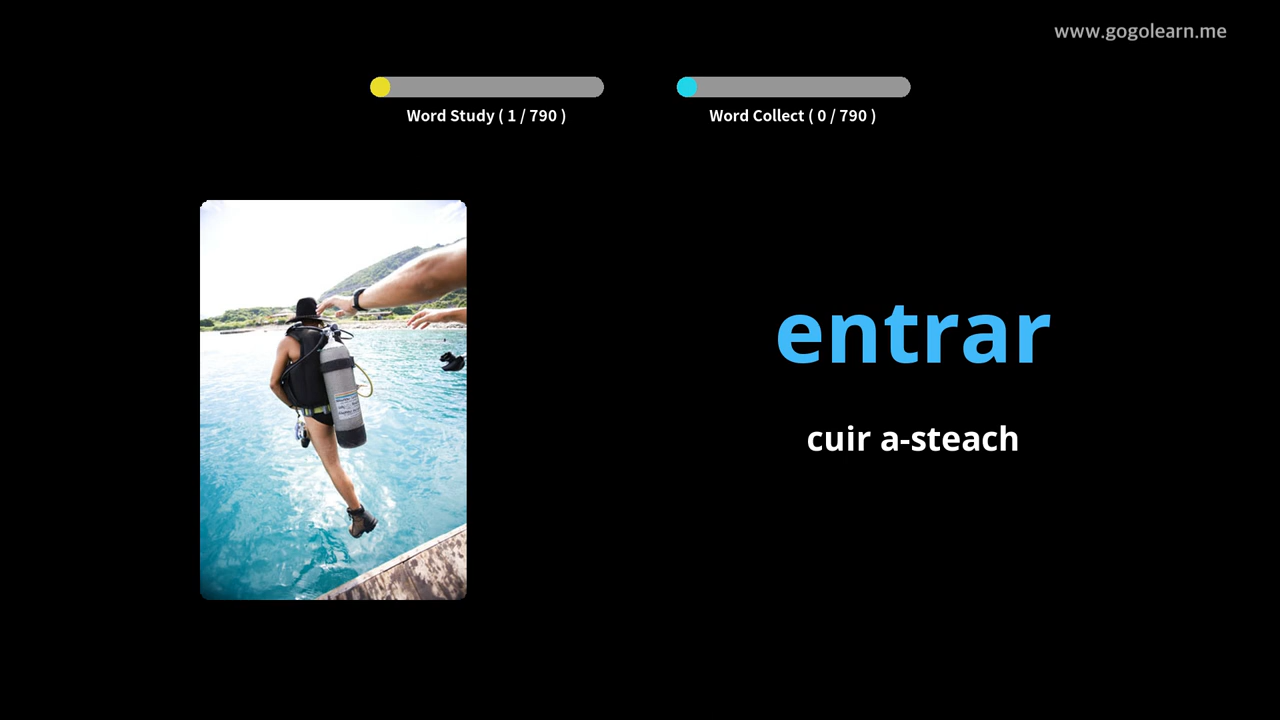 www.gogolearn.me
Word Study ( 1 / 790 )
Word Collect ( 0 / 790 )
entrar
cuir a-steach